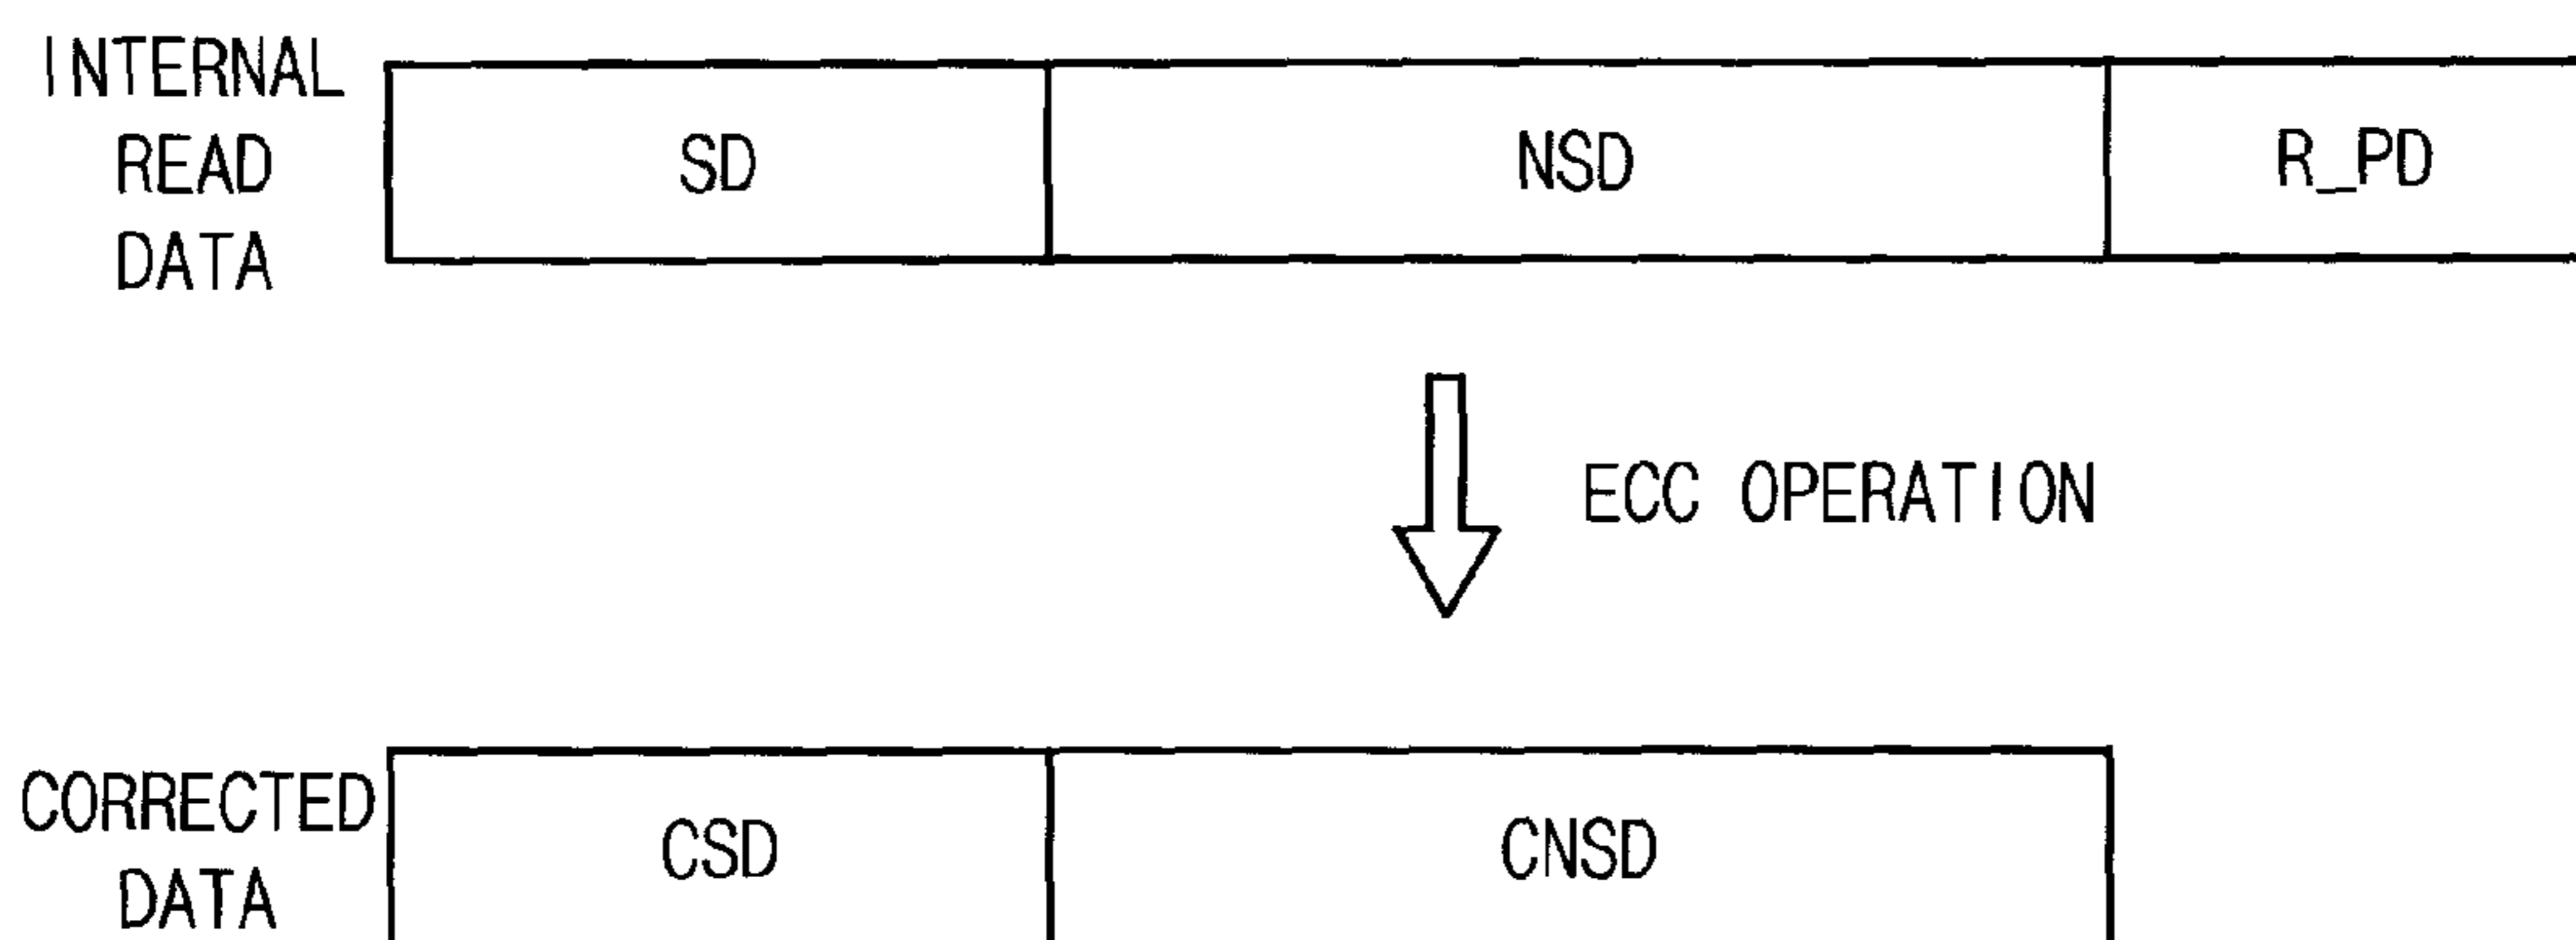 INTERNAL
READ
DATA
SD
NSD
R_PD
ECC OPERATION
CORRECTED
DATA
CSD
CNSD